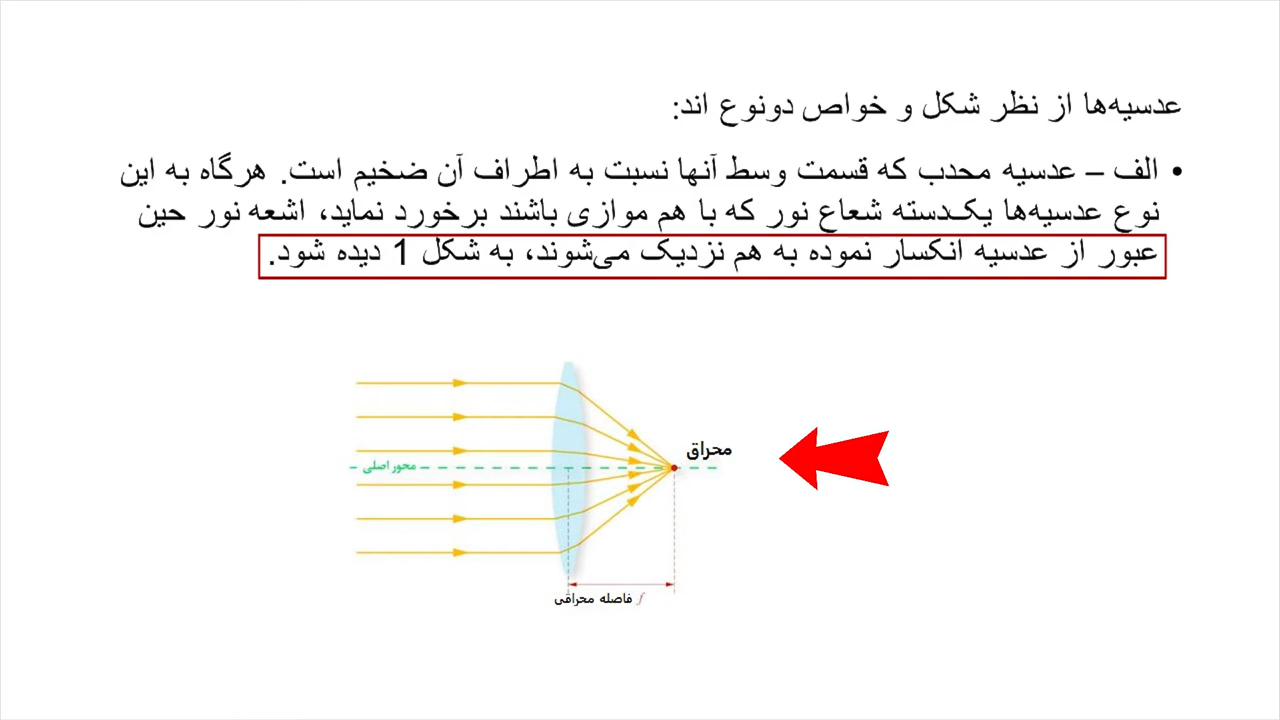 عدسیه‌ها از نظر شکل و خواص دونوع اند:
• الف – عدسیه محدب که قسمت وسط آنها نسبت به اطراف آن ضخیم است. هرگاه به این
نوع عدسیه‌ها یک‌دسته شعاع نور که با هم موازی باشند برخورد نماید، اشعه نور حین
عبور از عدسیه انکسار نموده به هم نزدیک می‌شوند، به شکل 1 دیده شود.
محراق
محور اصلی
فاصله محراقی f